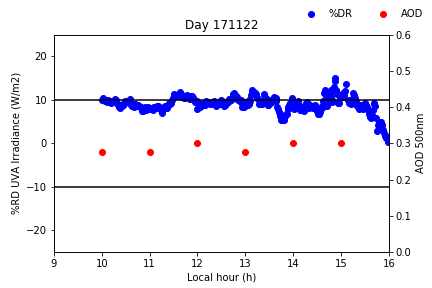 %DR AOD
Day 171122
%RD UVA Irradiance (W/m2)
20
10
0
−10
−20
0.6
0.5
0.4
0.3
0.2
0.1
0.0
AOD 500nm
9 10 11 12 13 14 15 16
Local hour (h)